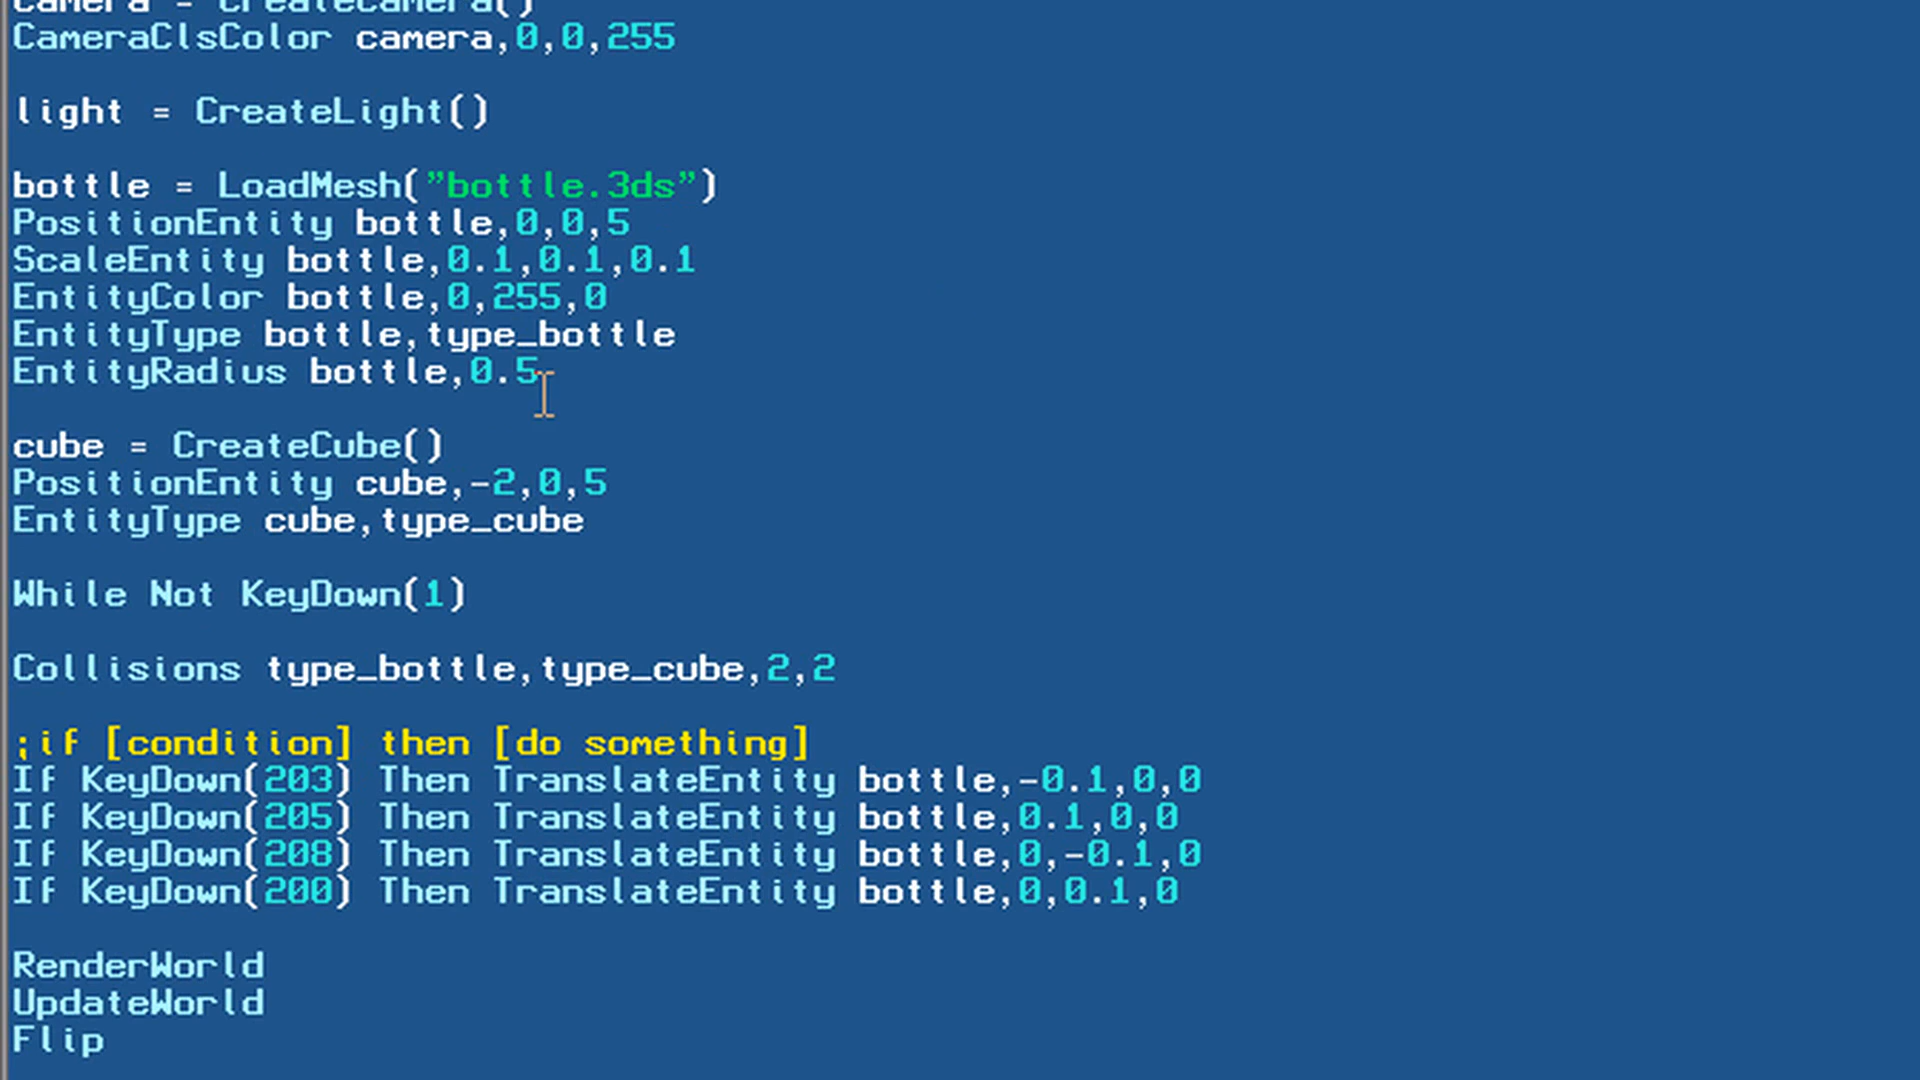 camera = CreateCamera()
CameraClsColor camera,0,0,255
light = CreateLight()
bottle = LoadMesh("bottle.3ds")
PositionEntity bottle,0,0,5
ScaleEntity bottle,0.1,0.1,0.1
EntityColor bottle,0,255,0
EntityType bottle,type_bottle
EntityRadius bottle,0.5
cube = CreateCube()
PositionEntity cube,-2,0,5
EntityType cube,type_cube
While Not KeyDown(1)
Collisions type_bottle,type_cube,2,2
;if [condition] then [do something]
If KeyDown(203) Then TranslateEntity bottle,-0.1,0,0
If KeyDown(205) Then TranslateEntity bottle,0.1,0,0
If KeyDown(208) Then TranslateEntity bottle,0,-0.1,0
If KeyDown(200) Then TranslateEntity bottle,0,0.1,0
RenderWorld
UpdateWorld
Flip